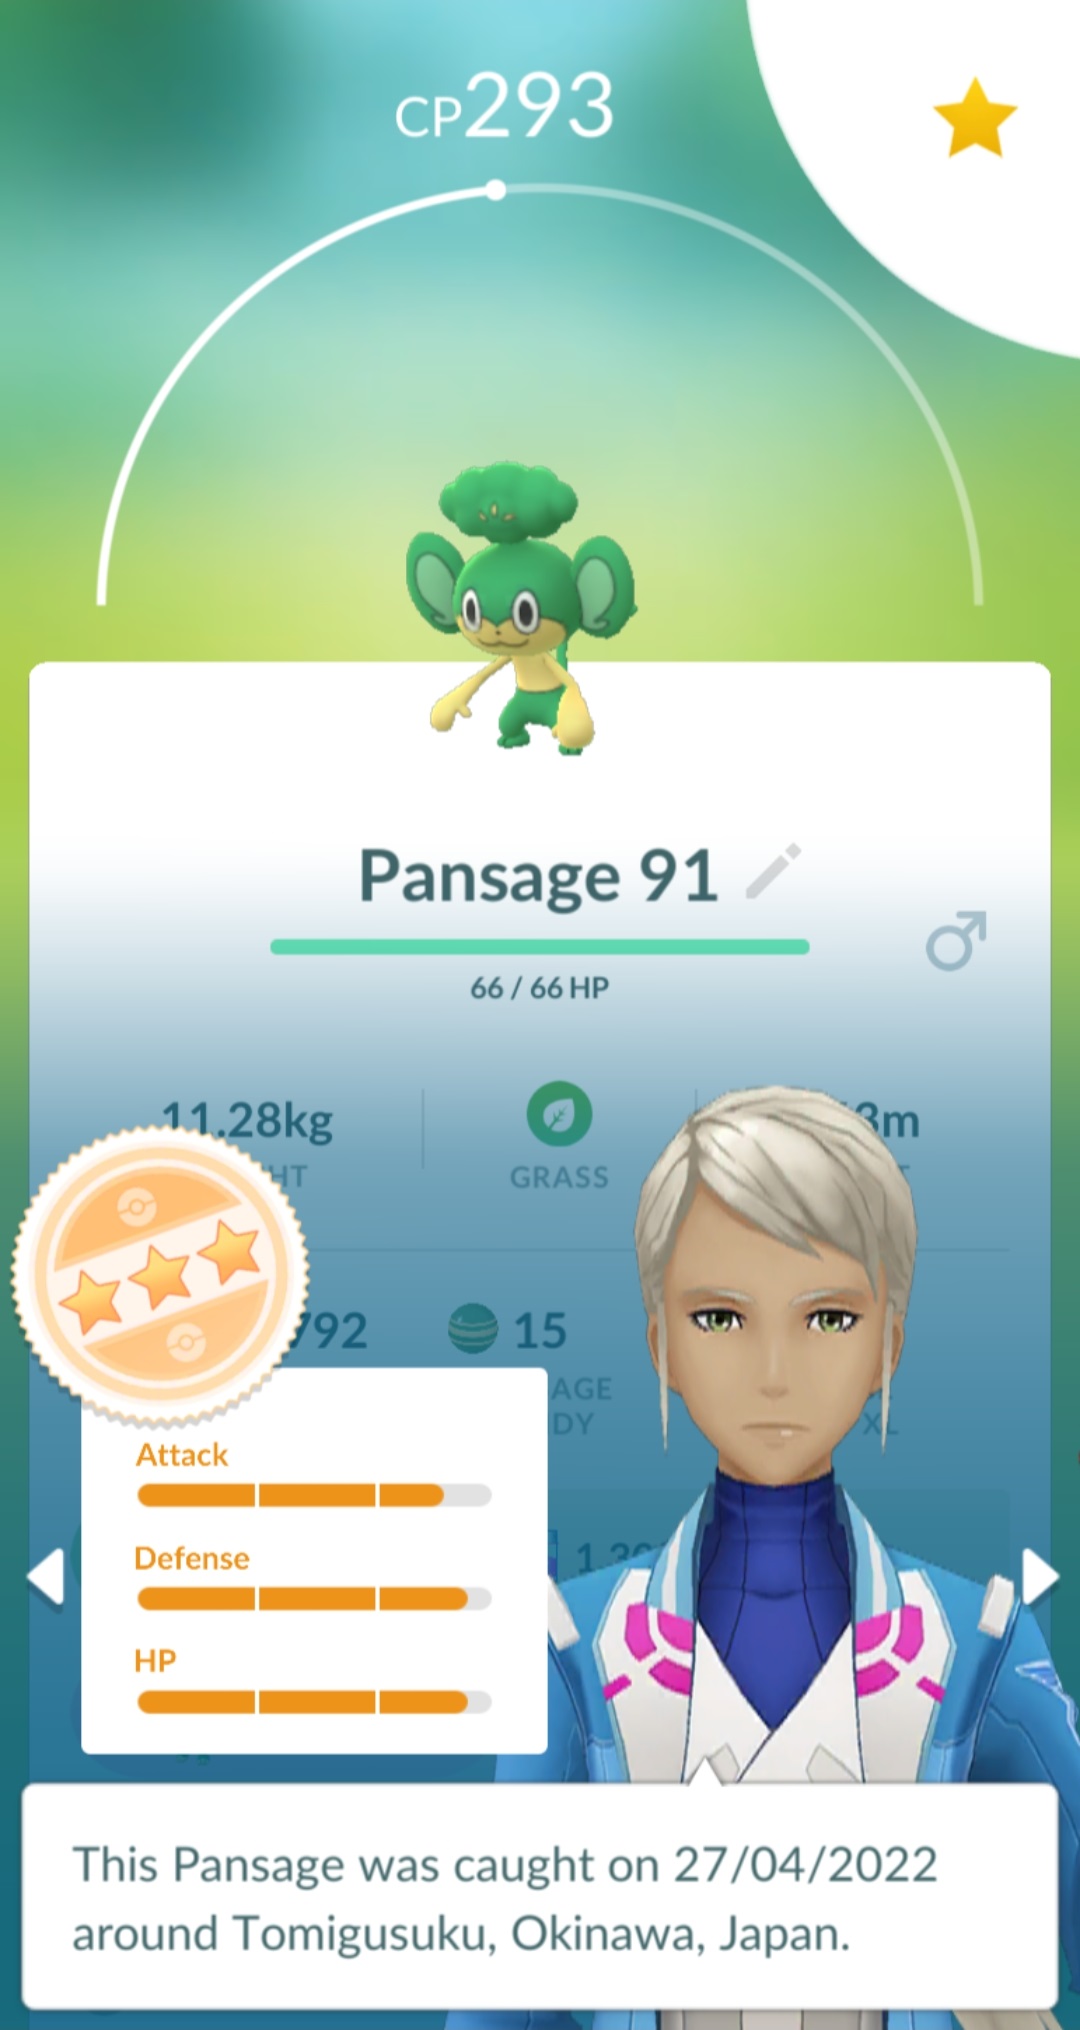 CP293
Pansage 91
66 / 66 HP
11.28kg
GRASS
15
Attack
Defense
HP
This Pansage was caught on 27/04/2022
around Tomigusuku, Okinawa, Japan.